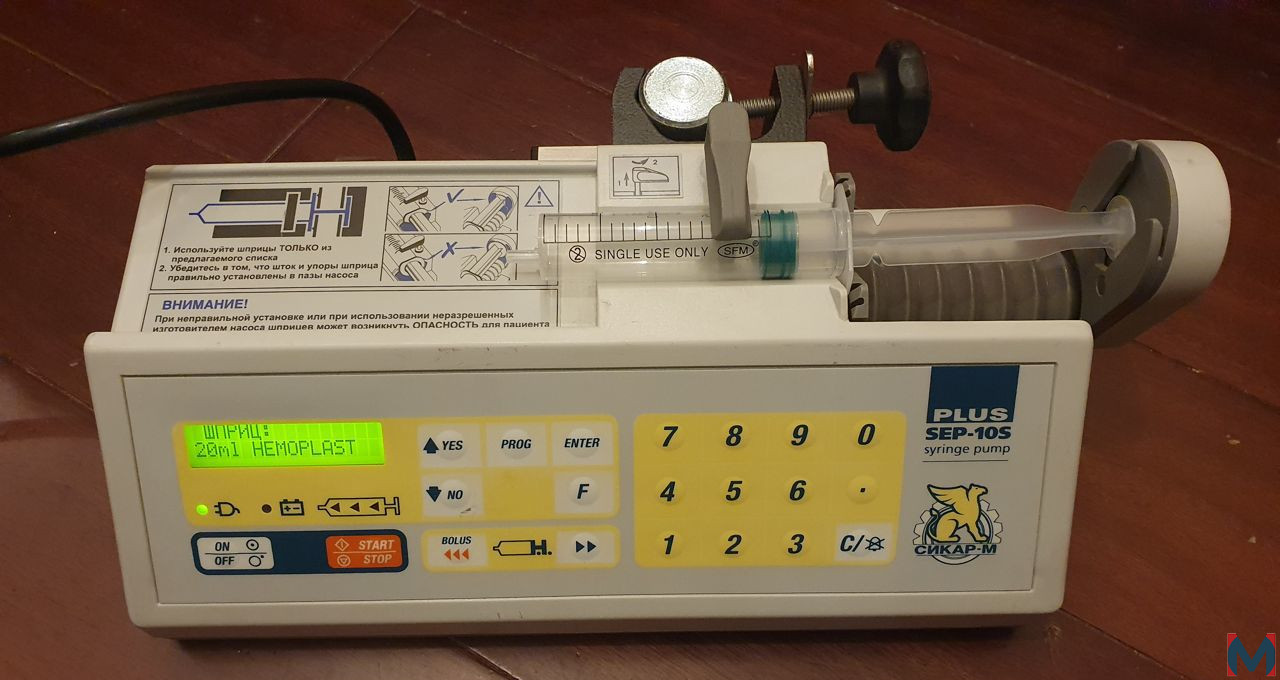 1. Используйте шприцы ТОЛЬКО из
предлагаемого списка
2. Убедитесь в том, что шток и упоры шприца
правильно установлены в пазы насоса
ВНИМАНИЕ!
При неправильной установке или при использовании неразрешенных
изготовителем насоса шприцев может возникнуть ОПАСНОСТЬ для пациента
1 2
2 SINGLE USE ONLY SFM®
ШПРИЦ:
20ml HEMOPLAST
YES PROG ENTER
NO F
ON
OFF
START
STOP
BOLUS
7 8 9 0
4 5 6 .
1 2 3 C/
PLUS
SEP-10S
syringe pump
СИКАР-М
M